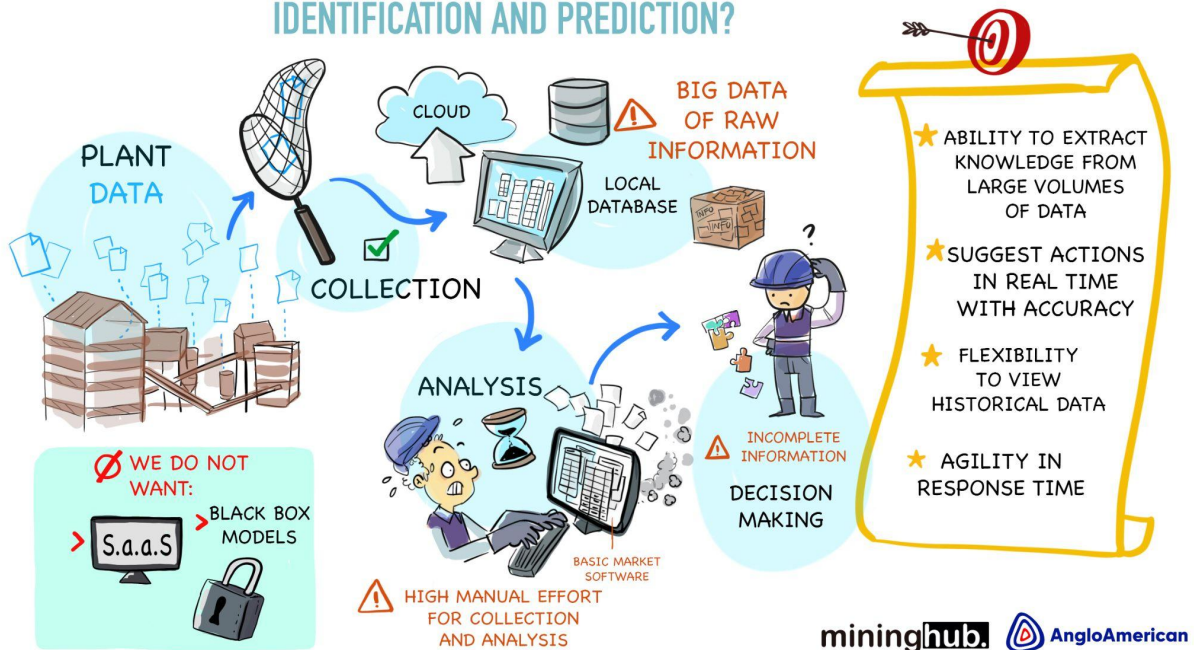 IDENTIFICATION AND PREDICTION?
PLANT
DATA
COLLECTION
CLOUD
BIG DATA
OF RAW
INFORMATION
LOCAL
DATABASE
INFO
INFO
?
ANALYSIS
BASIC MARKET
SOFTWARE
HIGH MANUAL EFFORT
FOR COLLECTION
AND ANALYSIS
INCOMPLETE
INFORMATION
DECISION
MAKING
WE DO NOT
WANT:
S.a.a.S
BLACK BOX
MODELS
ABILITY TO EXTRACT
KNOWLEDGE FROM
LARGE VOLUMES
OF DATA
SUGGEST ACTIONS
IN REAL TIME
WITH ACCURACY
FLEXIBILITY
TO VIEW
HISTORICAL DATA
AGILITY IN
RESPONSE TIME
mininghub.
AngloAmerican